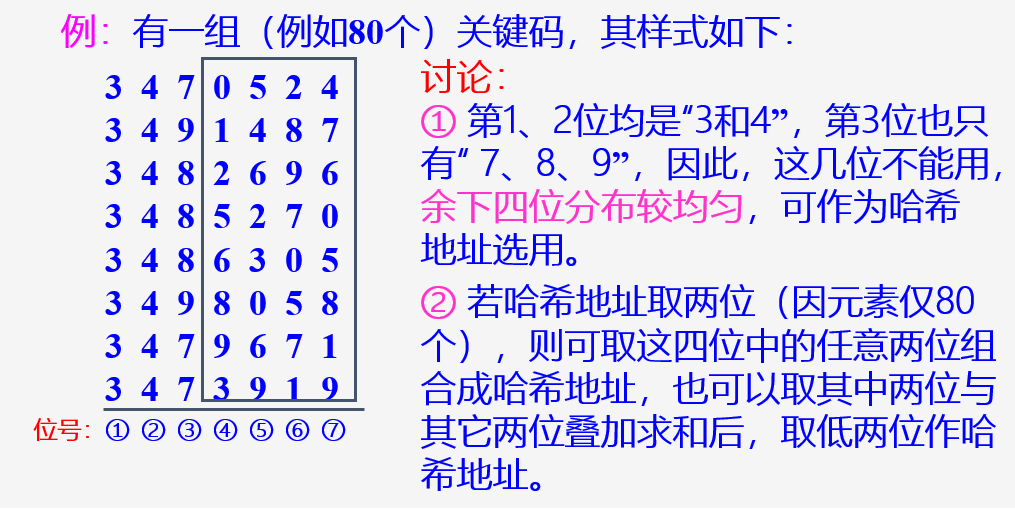 例：有一组（例如80个）关键码，其样式如下：
3 4 7 0 5 2 4
3 4 9 1 4 8 7
3 4 8 2 6 9 6
3 4 8 5 2 7 0
3 4 8 6 3 0 5
3 4 9 8 0 5 8
3 4 7 9 6 7 1
3 4 7 3 9 1 9
位号：① ② ③ ④ ⑤ ⑥ ⑦
讨论：
① 第1、2位均是“3和4”，第3位也只
有“ 7、8、9”，因此，这几位不能用，
余下四位分布较均匀，可作为哈希
地址选用。
② 若哈希地址取两位（因元素仅80
个），则可取这四位中的任意两位组
合成哈希地址，也可以取其中两位与
其它两位叠加求和后，取低两位作哈
希地址。